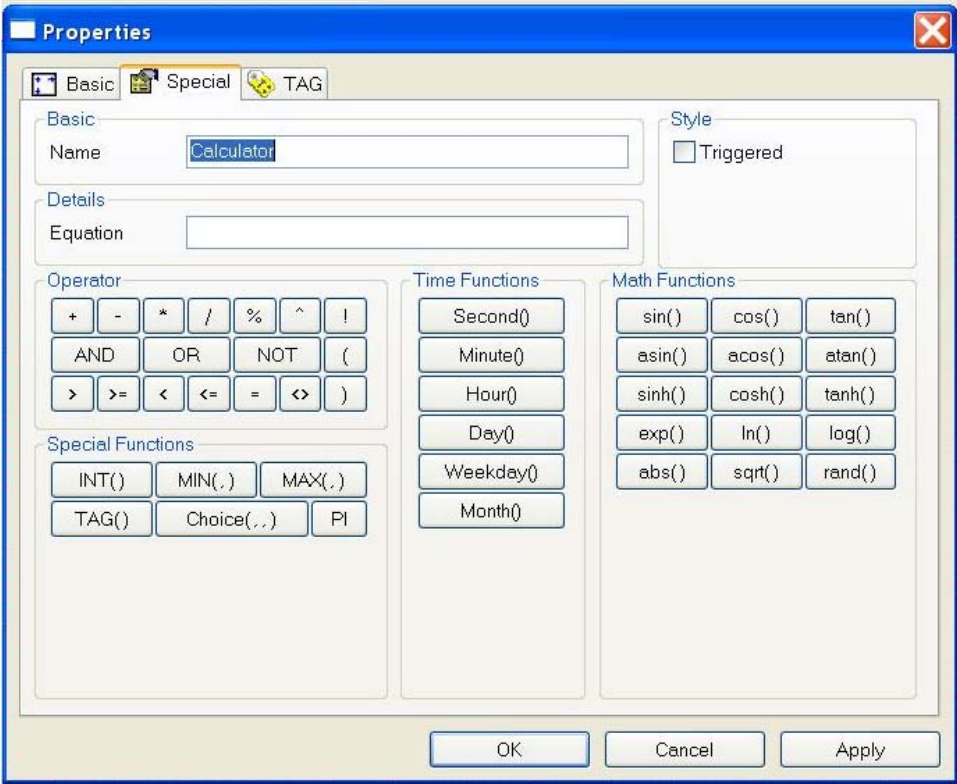 Properties
Basic Special TAG
Basic
Name Calculator
Style
Triggered
Details
Equation
Operator
+ - * / % ^ !
AND OR NOT (
> >= < <= = <> )
Special Functions
INT() MIN(,) MAX(,)
TAG() Choice(,,) PI
Time Functions
Second()
Minute()
Hour()
Day()
Weekday()
Month()
Math Functions
sin() cos() tan()
asin() acos() atan()
sinh() cosh() tanh()
exp() ln() log()
abs() sqrt() rand()
OK Cancel Apply